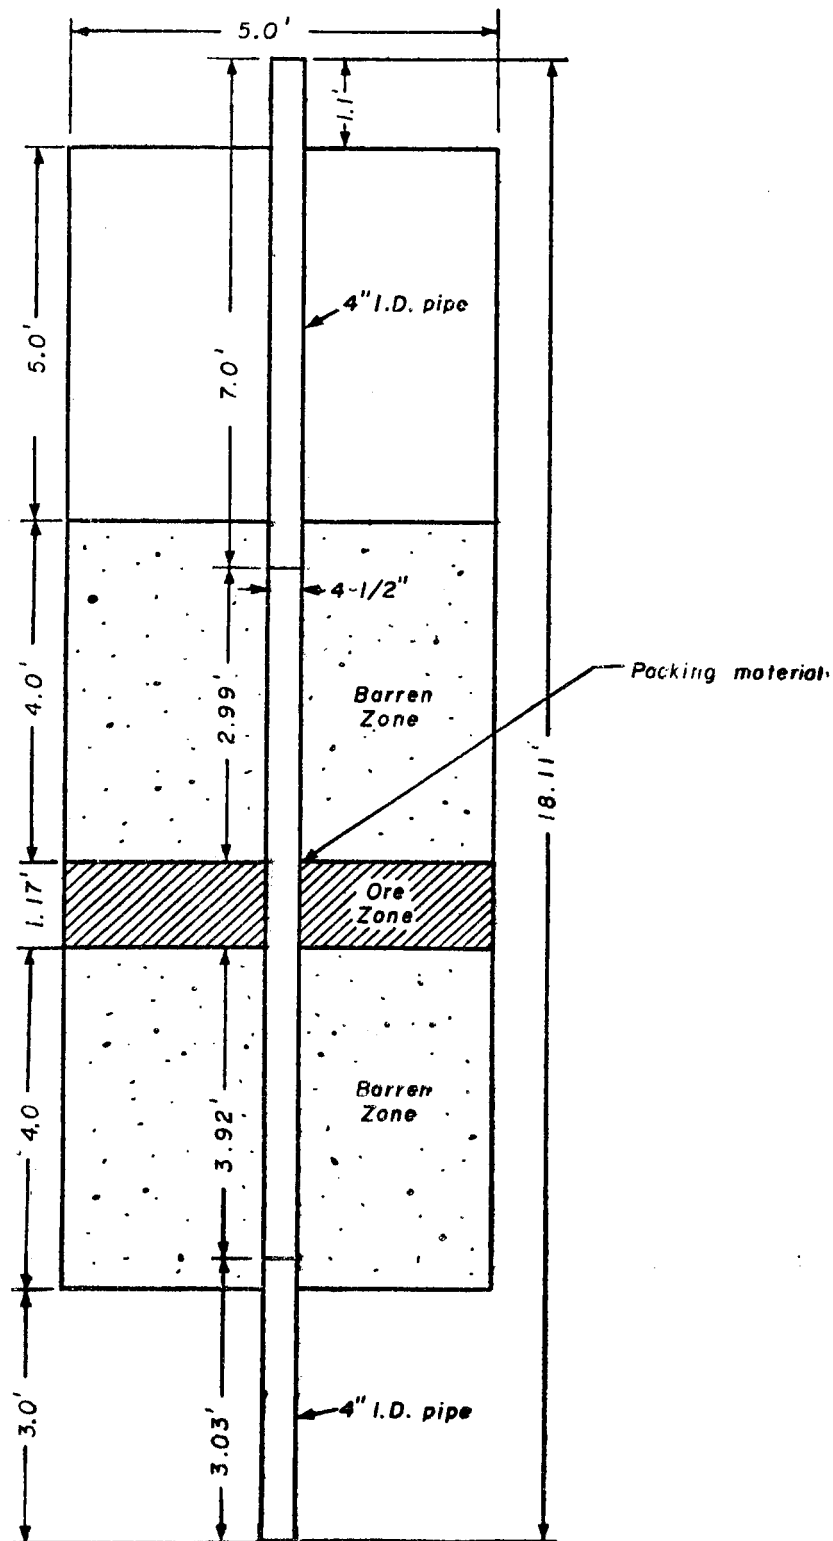 5.0'
1.1'
4" I.D. pipe
5.0'
7.0'
4-1/2"
Packing material
Barren
Zone
4.0'
2.99'
18.11'
Ore
Zone
1.17'
Barren
Zone
4.0
3.92'
4" I.D. pipe
3.0'
3.03'